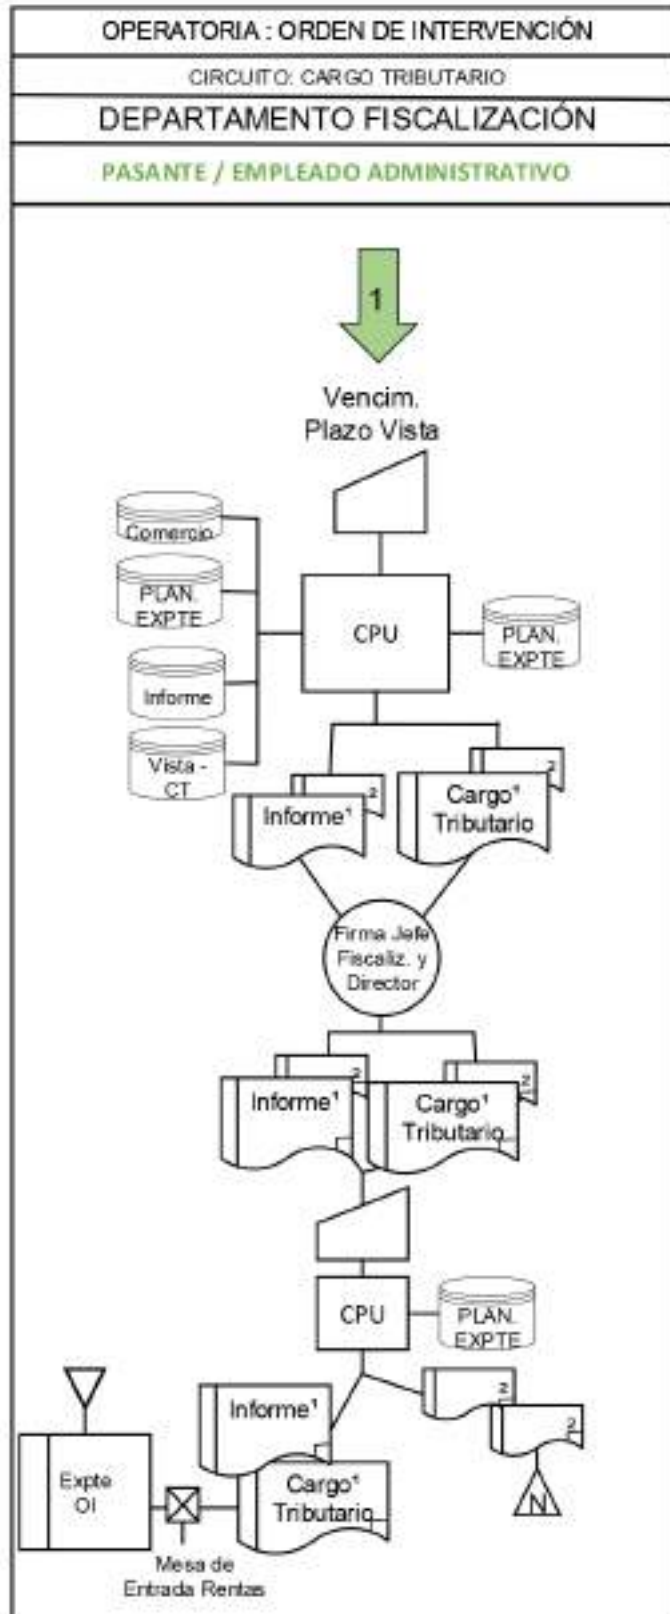 OPERATORIA : ORDEN DE INTERVENCIÓN
CIRCUITO: CARGO TRIBUTARIO
DEPARTAMENTO FISCALIZACIÓN
PASANTE / EMPLEADO ADMINISTRATIVO
1
Vencim.
Plazo Vista
Comercio
PLAN.
EXPTE
CPU
PLAN.
EXPTE
Informe
Vista -
CT
2
Informe¹
2
Cargo¹
Tributario
Firma Jefe
Fiscaliz. y
Director
2
Informe¹
2
Cargo¹
Tributario
CPU
PLAN.
EXPTE
2
2
N
Informe¹
Cargo¹
Tributario
Expte
OI
Mesa de
Entrada Rentas